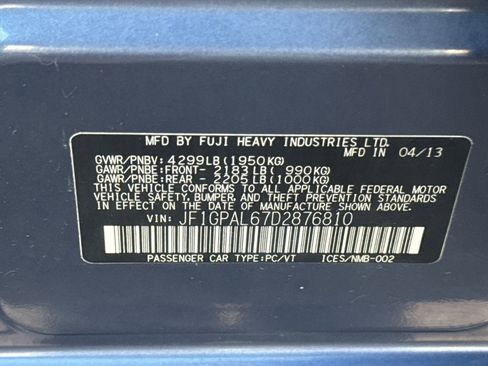 MFD BY FUJI HEAVY INDUSTRIES LTD.
MFD IN 04/13
GVWR/PNBV: 4299LB(1950KG)
GAWR/PNBE:FRONT- 2183LB( 990KG)
GAWR/PNBE:REAR - 2205LB(1000KG)
THIS VEHICLE CONFORMS TO ALL APPLICABLE FEDERAL MOTOR
VEHICLE SAFETY, BUMPER, AND THEFT PREVENTION STANDARDS
IN EFFECT ON THE DATE OF MANUFACTURE SHOWN ABOVE.
VIN: JF1GPAL67D2876810
PASSENGER CAR TYPE:PC/VT ICES/NMB-002